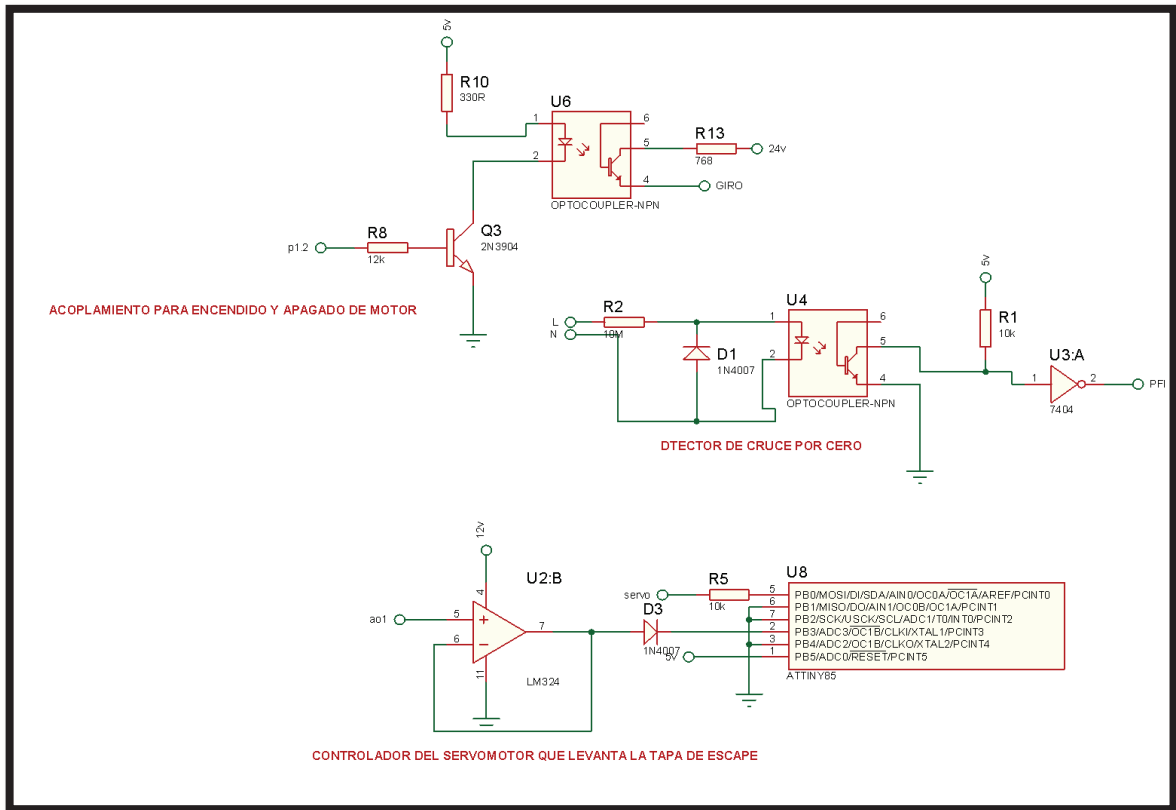 5v
R10
330R
U6
1
2
6
5
4
OPTOCOUPLER-NPN
R13
768
24v
GIRO
p1.2
R8
12k
Q3
2N3904
ACOPLAMIENTO PARA ENCENDIDO Y APAGADO DE MOTOR
L
N
R2
10M
D1
1N4007
U4
1
2
6
5
4
OPTOCOUPLER-NPN
5v
R1
10k
U3:A
1
2
7404
PFI
DTECTOR DE CRUCE POR CERO
12v
U2:B
ao1
5
6
4
11
7
LM324
servo
R5
10k
D3
1N4007
5V
U8
5 PB0/MOSI/DI/SDA/AIN0/OC0A/OC1A/AREF/PCINT0
6 PB1/MISO/DO/AIN1/OC0B/OC1A/PCINT1
7 PB2/SCK/USCK/SCL/ADC1/T0/INT0/PCINT2
2 PB3/ADC3/OC1B/CLKI/XTAL1/PCINT3
3 PB4/ADC2/OC1B/CLKO/XTAL2/PCINT4
1 PB5/ADC0/RESET/PCINT5
ATTINY85
CONTROLADOR DEL SERVOMOTOR QUE LEVANTA LA TAPA DE ESCAPE